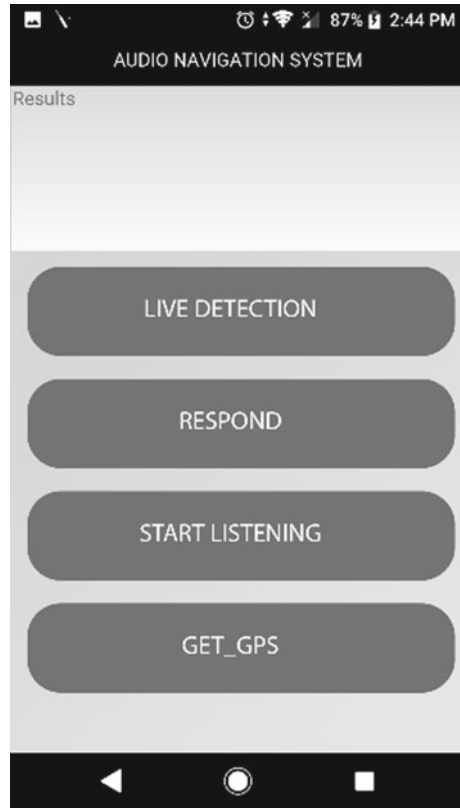 87% 2:44 PM
AUDIO NAVIGATION SYSTEM
Results
LIVE DETECTION
RESPOND
START LISTENING
GET_GPS